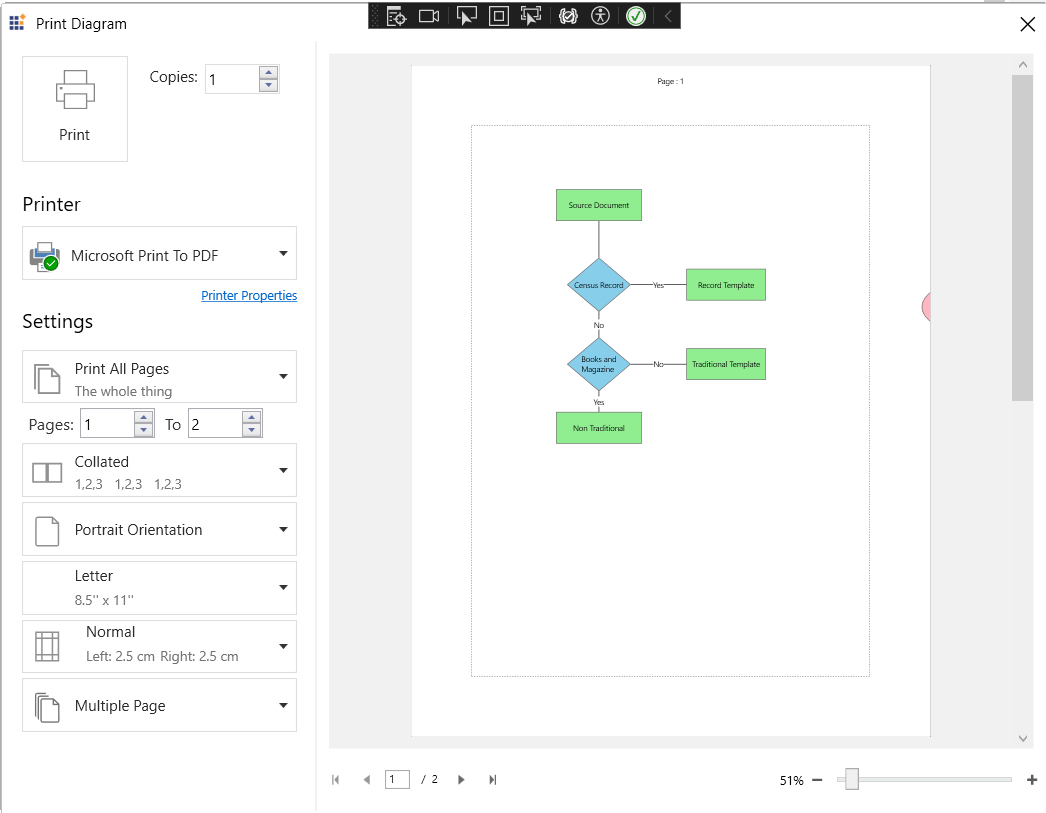 Print Diagram
Print
Copies: 1
Printer
Microsoft Print To PDF
Printer Properties
Settings
Print All Pages
The whole thing
Pages: 1 To 2
Collated
1,2,3 1,2,3 1,2,3
Portrait Orientation
Letter
8.5'' x 11''
Normal
Left: 2.5 cm Right: 2.5 cm
Multiple Page
Page : 1
Source Document
Census Record
Yes
Record Template
No
Books and
Magazine
No
Traditional Template
Yes
Non Traditional
1 / 2
51%